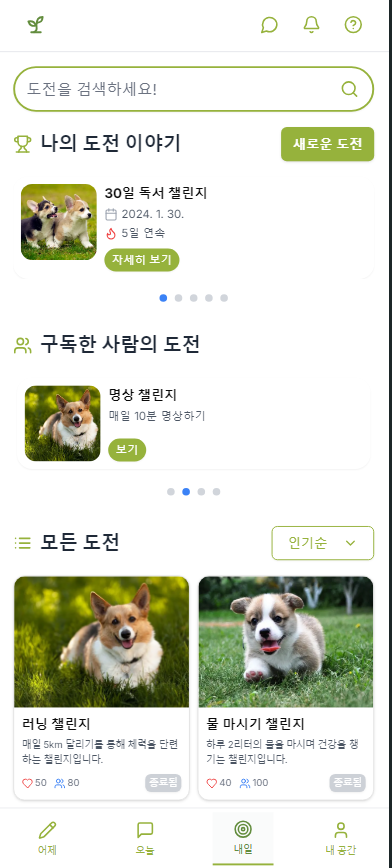 도전을 검색하세요!
나의 도전 이야기
새로운 도전
30일 독서 챌린지
2024. 1. 30.
5일 연속
자세히 보기
구독한 사람의 도전
명상 챌린지
매일 10분 명상하기
보기
모든 도전
인기순
러닝 챌린지
매일 5km 달리기를 통해 체력을 단련
하는 챌린지입니다.
50 80 종료됨
물 마시기 챌린지
하루 2리터의 물을 마시며 건강을 챙
기는 챌린지입니다.
40 100 종료됨
어제 오늘 내일 내 공간